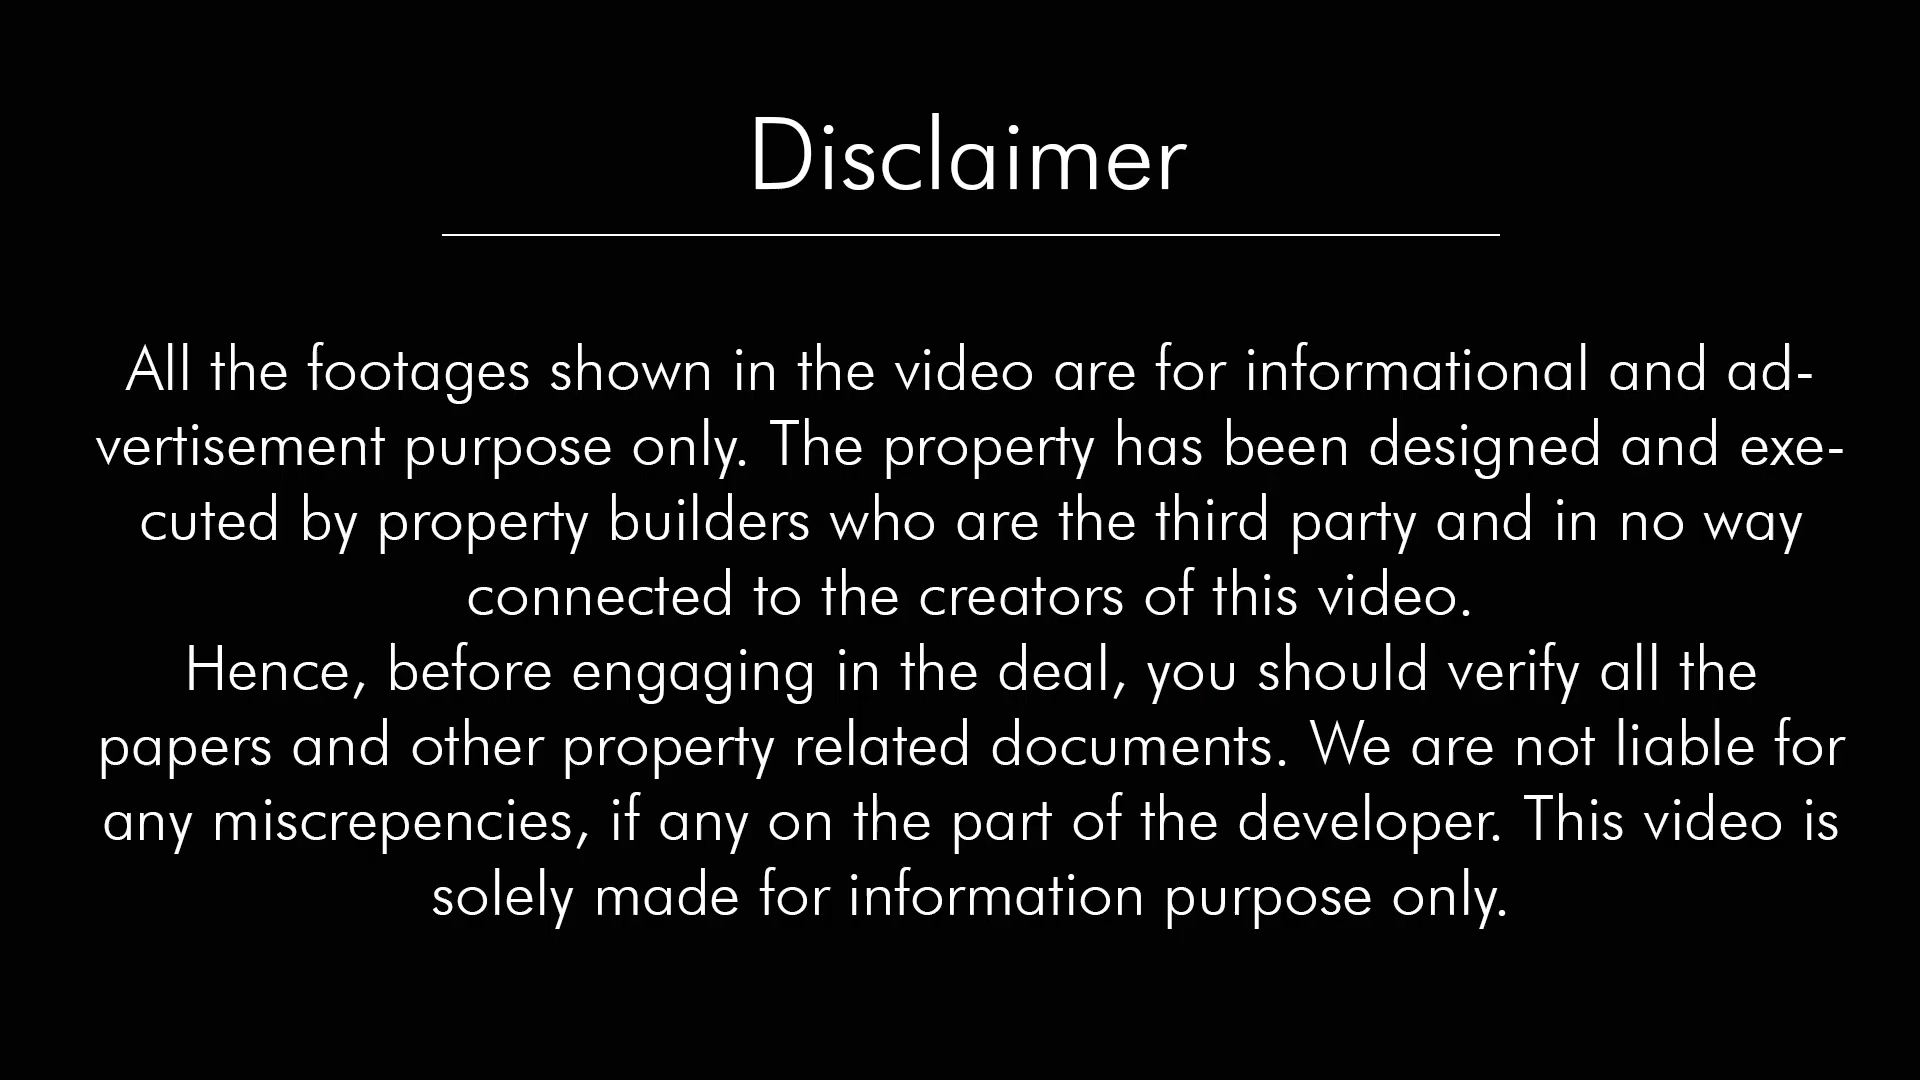 Disclaimer
All the footages shown in the video are for informational and ad-
vertisement purpose only. The property has been designed and exe-
cuted by property builders who are the third party and in no way
connected to the creators of this video.
Hence, before engaging in the deal, you should verify all the
papers and other property related documents. We are not liable for
any miscrepencies, if any on the part of the developer. This video is
solely made for information purpose only.